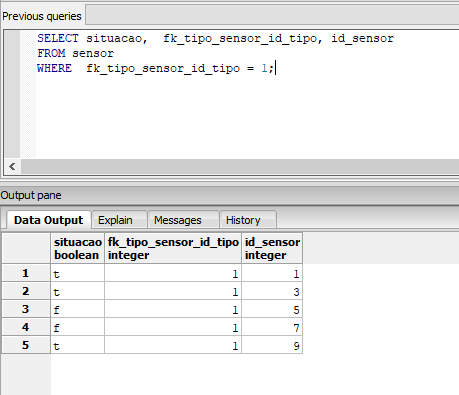 Previous queries
SELECT situacao,  fk_tipo_sensor_id_tipo, id_sensor
FROM sensor
WHERE  fk_tipo_sensor_id_tipo = 1;
Output pane
Data Output Explain Messages History
situacao fk_tipo_sensor_id_tipo id_sensor
boolean integer integer
1 t 1 1
2 t 1 3
3 f 1 5
4 f 1 7
5 t 1 9